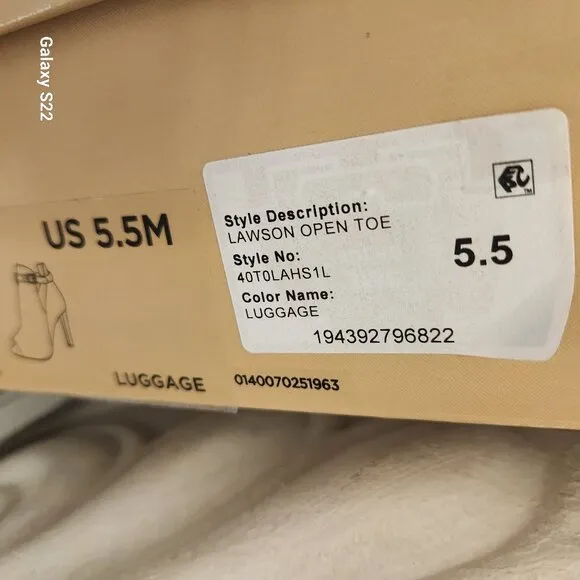 Galaxy S22
US 5.5M
LUGGAGE
0140070251963
Style Description:
LAWSON OPEN TOE
Style No:
40T0LAHS1L
Color Name:
LUGGAGE
5.5
194392796822